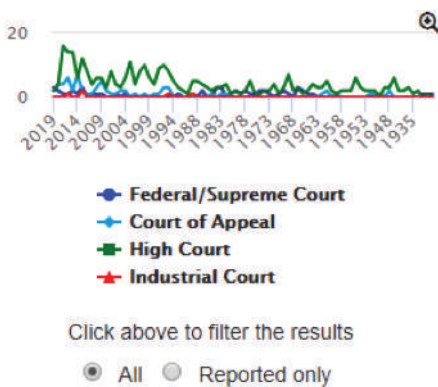 20
0
2019 2014 2009 2004 1999 1994 1988 1983 1978 1973 1968 1963 1958 1953 1948 1935
Federal/Supreme Court
Court of Appeal
High Court
Industrial Court
Click above to filter the results
All Reported only